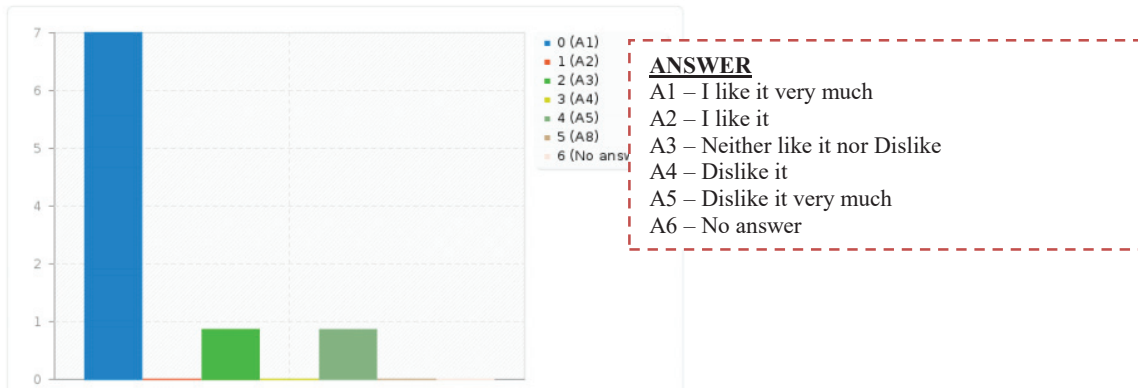 7
6
5
4
2
1
0
0 (A1)
1 (A2)
2 (A3)
3 (A4)
4 (A5)
5 (A8)
6 (No answ
ANSWER
A1 – I like it very much
A2 – I like it
A3 – Neither like it nor Dislike
A4 – Dislike it
A5 – Dislike it very much
A6 – No answer